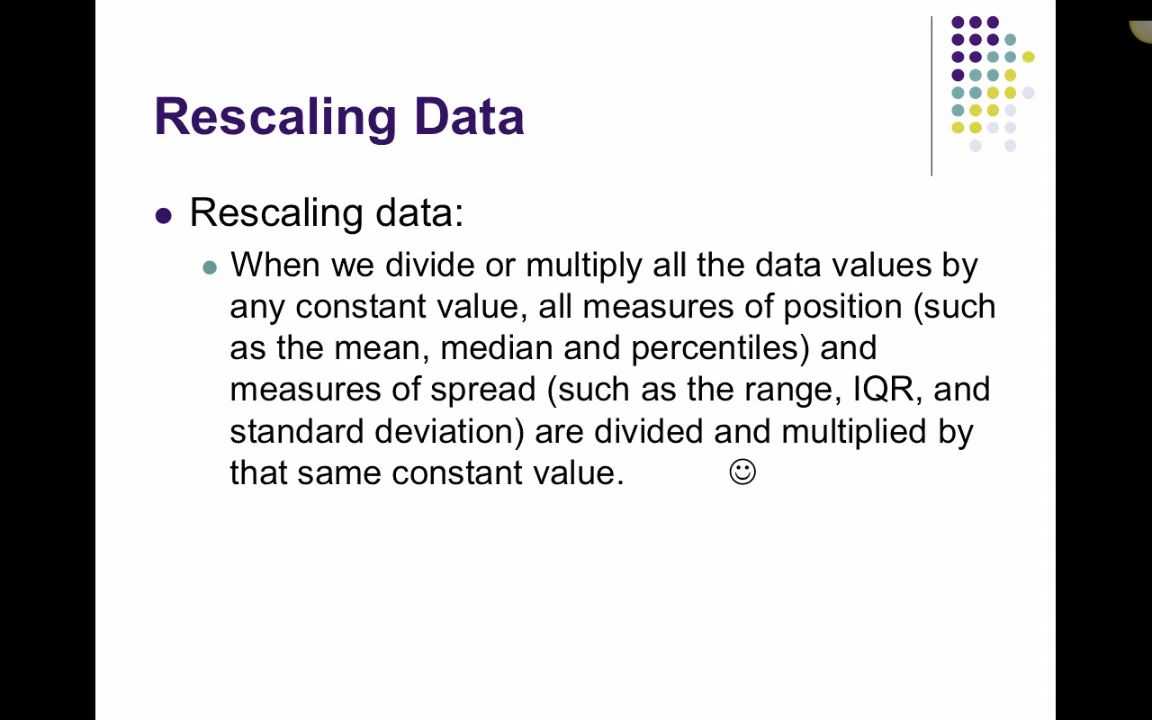 Rescaling Data
Rescaling data:
When we divide or multiply all the data values by
any constant value, all measures of position (such
as the mean, median and percentiles) and
measures of spread (such as the range, IQR, and
standard deviation) are divided and multiplied by
that same constant value. ☺